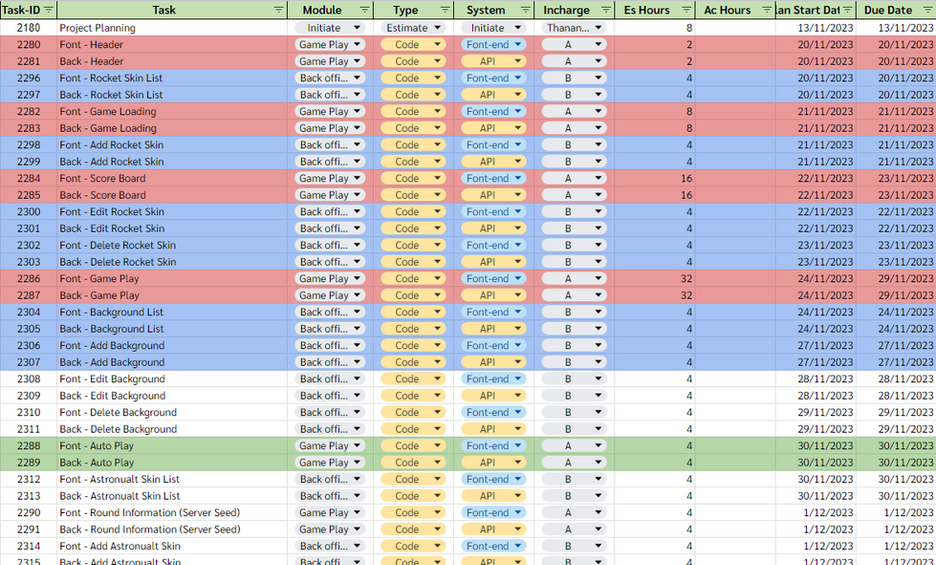 Task-ID Task Module Type System Incharge Es Hours Ac Hours lan Start Dat Due Date
2180 Project Planning Initiate Estimate Initiate Thanan... 8 13/11/2023 13/11/2023
2280 Font - Header Game Play Code Font-end A 2 20/11/2023 20/11/2023
2281 Back - Header Game Play Code API A 2 20/11/2023 20/11/2023
2296 Font - Rocket Skin List Back offi... Code Font-end B 4 20/11/2023 20/11/2023
2297 Back - Rocket Skin List Back offi... Code API B 4 20/11/2023 20/11/2023
2282 Font - Game Loading Game Play Code Font-end A 8 21/11/2023 21/11/2023
2283 Back - Game Loading Game Play Code API A 8 21/11/2023 21/11/2023
2298 Font - Add Rocket Skin Back offi... Code Font-end B 4 21/11/2023 21/11/2023
2299 Back - Add Rocket Skin Back offi... Code API B 4 21/11/2023 21/11/2023
2284 Font - Score Board Game Play Code Font-end A 16 22/11/2023 23/11/2023
2285 Back - Score Board Game Play Code API A 16 22/11/2023 23/11/2023
2300 Font - Edit Rocket Skin Back offi... Code Font-end B 4 22/11/2023 22/11/2023
2301 Back - Edit Rocket Skin Back offi... Code API B 4 22/11/2023 22/11/2023
2302 Font - Delete Rocket Skin Back offi... Code Font-end B 4 23/11/2023 23/11/2023
2303 Back - Delete Rocket Skin Back offi... Code API B 4 23/11/2023 23/11/2023
2286 Font - Game Play Game Play Code Font-end A 32 24/11/2023 29/11/2023
2287 Back - Game Play Game Play Code API A 32 24/11/2023 29/11/2023
2304 Font - Background List Back offi... Code Font-end B 4 24/11/2023 24/11/2023
2305 Back - Background List Back offi... Code API B 4 24/11/2023 24/11/2023
2306 Font - Add Background Back offi... Code Font-end B 4 27/11/2023 27/11/2023
2307 Back - Add Background Back offi... Code API B 4 27/11/2023 27/11/2023
2308 Font - Edit Background Back offi... Code Font-end B 4 28/11/2023 28/11/2023
2309 Back - Edit Background Back offi... Code API B 4 28/11/2023 28/11/2023
2310 Font - Delete Background Back offi... Code Font-end B 4 29/11/2023 29/11/2023
2311 Back - Delete Background Back offi... Code API B 4 29/11/2023 29/11/2023
2288 Font - Auto Play Game Play Code Font-end A 4 30/11/2023 30/11/2023
2289 Back - Auto Play Game Play Code API A 4 30/11/2023 30/11/2023
2312 Font - Astronualt Skin List Back offi... Code Font-end B 4 30/11/2023 30/11/2023
2313 Back - Astronualt Skin List Back offi... Code API B 4 30/11/2023 30/11/2023
2290 Font - Round Information (Server Seed) Game Play Code Font-end A 4 1/12/2023 1/12/2023
2291 Back - Round Information (Server Seed) Game Play Code API A 4 1/12/2023 1/12/2023
2314 Font - Add Astronualt Skin Back offi... Code Font-end B 4 1/12/2023 1/12/2023
2315 Back - Add Astronualt Skin Back offi... Code API B 4 1/12/2023 1/12/2023